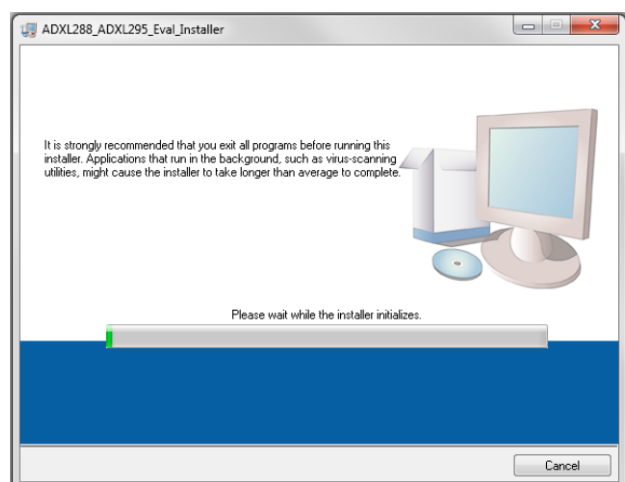 ADXL288_ADXL295_Eval_Installer
It is strongly recommended that you exit all programs before running this
installer. Applications that run in the background, such as virus-scanning
utilities, might cause the installer to take longer than average to complete.
Please wait while the installer initializes.
Cancel